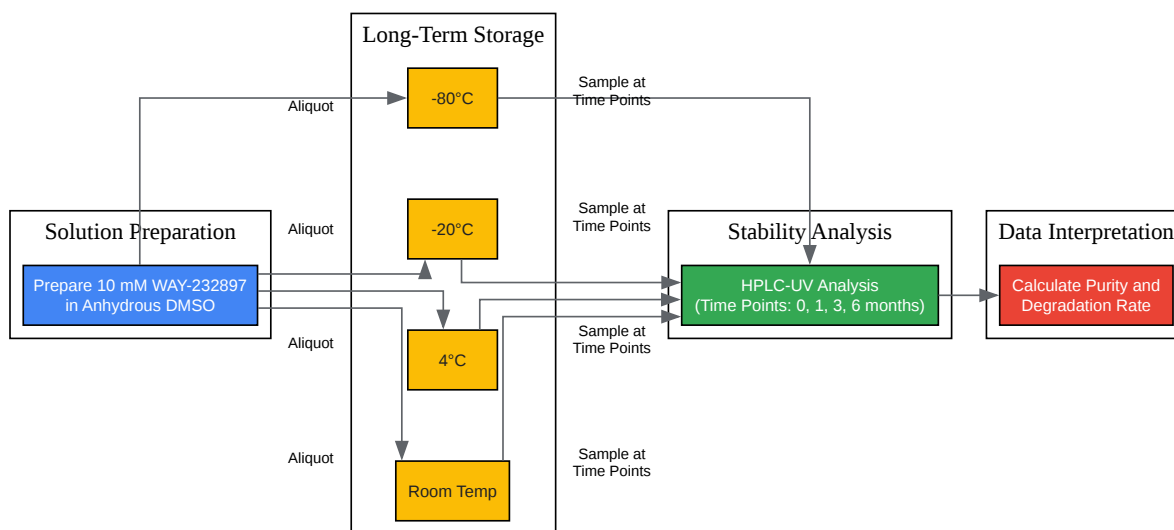 Long-Term Storage
-80°C
Sample at
Time Points
Aliquot
-20°C
Sample at
Time Points
Aliquot
Solution Preparation
Stability Analysis
Data Interpretation
Prepare 10 mM WAY-232897
in Anhydrous DMSO
HPLC-UV Analysis
(Time Points: 0, 1, 3, 6 months)
Calculate Purity and
Degradation Rate
Aliquot
4°C
Sample at
Time Points
Aliquot
Room Temp
Sample at
Time Points